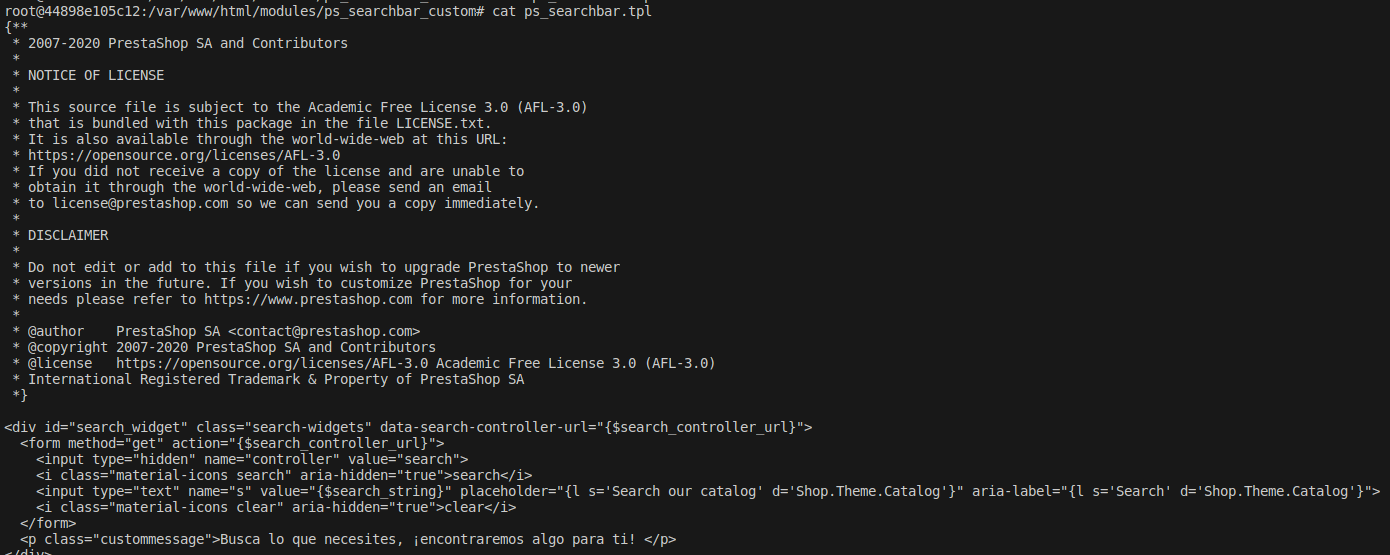 root@44898e105c12:/var/www/html/modules/ps_searchbar_custom# cat ps_searchbar.tpl
{**
 * 2007-2020 PrestaShop SA and Contributors
 *
 * NOTICE OF LICENSE
 *
 * This source file is subject to the Academic Free License 3.0 (AFL-3.0)
 * that is bundled with this package in the file LICENSE.txt.
 * It is also available through the world-wide-web at this URL:
 * https://opensource.org/licenses/AFL-3.0
 * If you did not receive a copy of the license and are unable to
 * obtain it through the world-wide-web, please send an email
 * to license@prestashop.com so we can send you a copy immediately.
 *
 * DISCLAIMER
 *
 * Do not edit or add to this file if you wish to upgrade PrestaShop to newer
 * versions in the future. If you wish to customize PrestaShop for your
 * needs please refer to https://www.prestashop.com for more information.
 *
 * @author    PrestaShop SA <contact@prestashop.com>
 * @copyright 2007-2020 PrestaShop SA and Contributors
 * @license   https://opensource.org/licenses/AFL-3.0 Academic Free License 3.0 (AFL-3.0)
 * International Registered Trademark & Property of PrestaShop SA
 *}

<div id="search_widget" class="search-widgets" data-search-controller-url="{$search_controller_url}">
  <form method="get" action="{$search_controller_url}">
    <input type="hidden" name="controller" value="search">
    <i class="material-icons search" aria-hidden="true">search</i>
    <input type="text" name="s" value="{$search_string}" placeholder="{l s='Search our catalog' d='Shop.Theme.Catalog'}" aria-label="{l s='Search' d='Shop.Theme.Catalog'}">
    <i class="material-icons clear" aria-hidden="true">clear</i>
  </form>
  <p class="custommessage">Busca lo que necesites, ¡encontraremos algo para ti! </p>
</div>